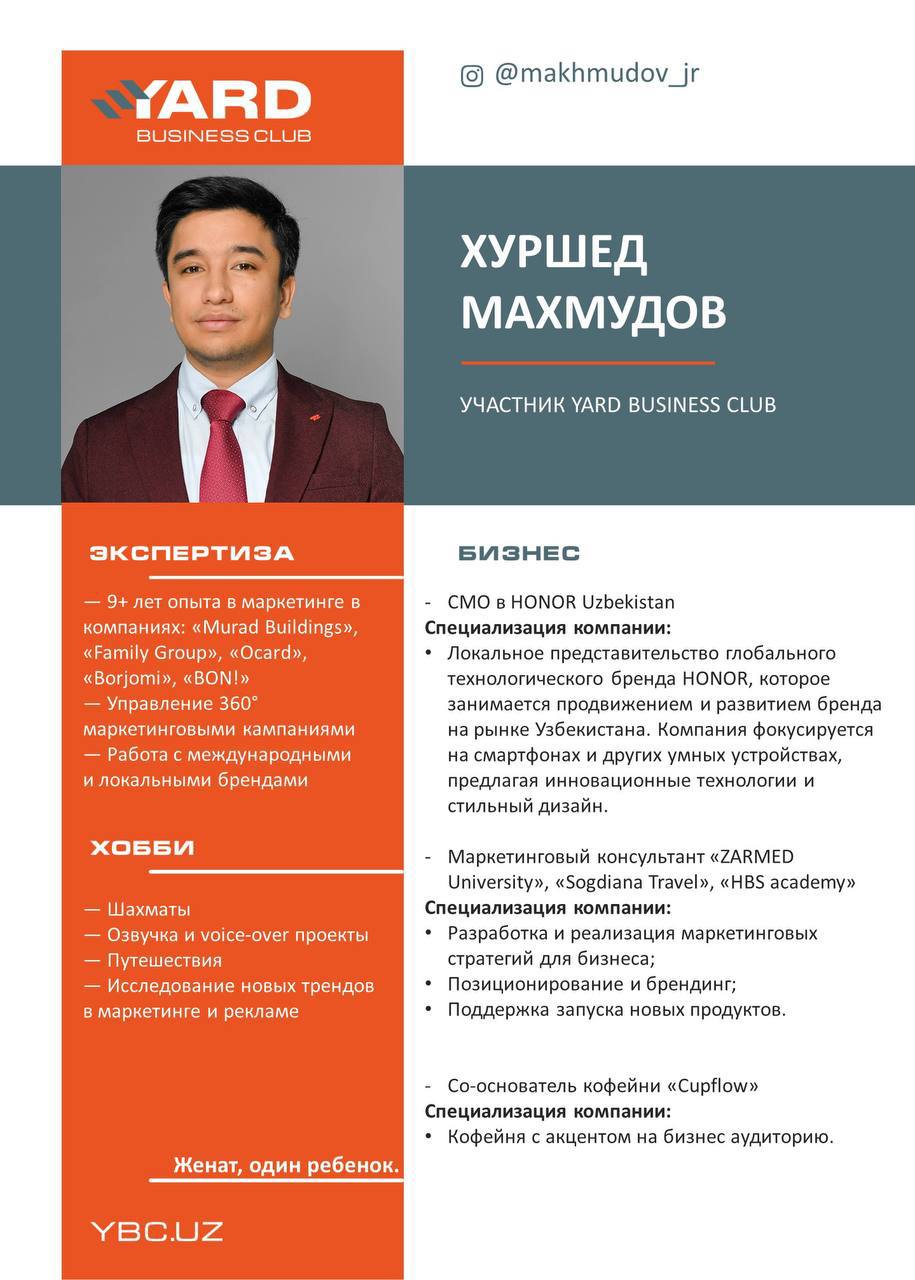 YARD
BUSINESS CLUB
@makhmudov_jr
ХУРШЕД
МАХМУДОВ
УЧАСТНИК YARD BUSINESS CLUB
ЭКСПЕРТИЗА
— 9+ лет опыта в маркетинге в
компаниях: «Murad Buildings»,
«Family Group», «Ocard»,
«Borjomi», «BON!»
— Управление 360°
маркетинговыми кампаниями
— Работа с международными
и локальными брендами
ХОББИ
— Шахматы
— Озвучка и voice-over проекты
— Путешествия
— Исследование новых трендов
в маркетинге и рекламе
Женат, один ребенок.
YBC.UZ
БИЗНЕС
- СМО в HONOR Uzbekistan
Специализация компании:
• Локальное представительство глобального
технологического бренда HONOR, которое
занимается продвижением и развитием бренда
на рынке Узбекистана. Компания фокусируется
на смартфонах и других умных устройствах,
предлагая инновационные технологии и
стильный дизайн.
- Маркетинговый консультант «ZARMED
University», «Sogdiana Travel», «HBS academy»
Специализация компании:
• Разработка и реализация маркетинговых
стратегий для бизнеса;
• Позиционирование и брендинг;
• Поддержка запуска новых продуктов.
- Со-основатель кофейни «Cupflow»
Специализация компании:
• Кофейня с акцентом на бизнес аудиторию.